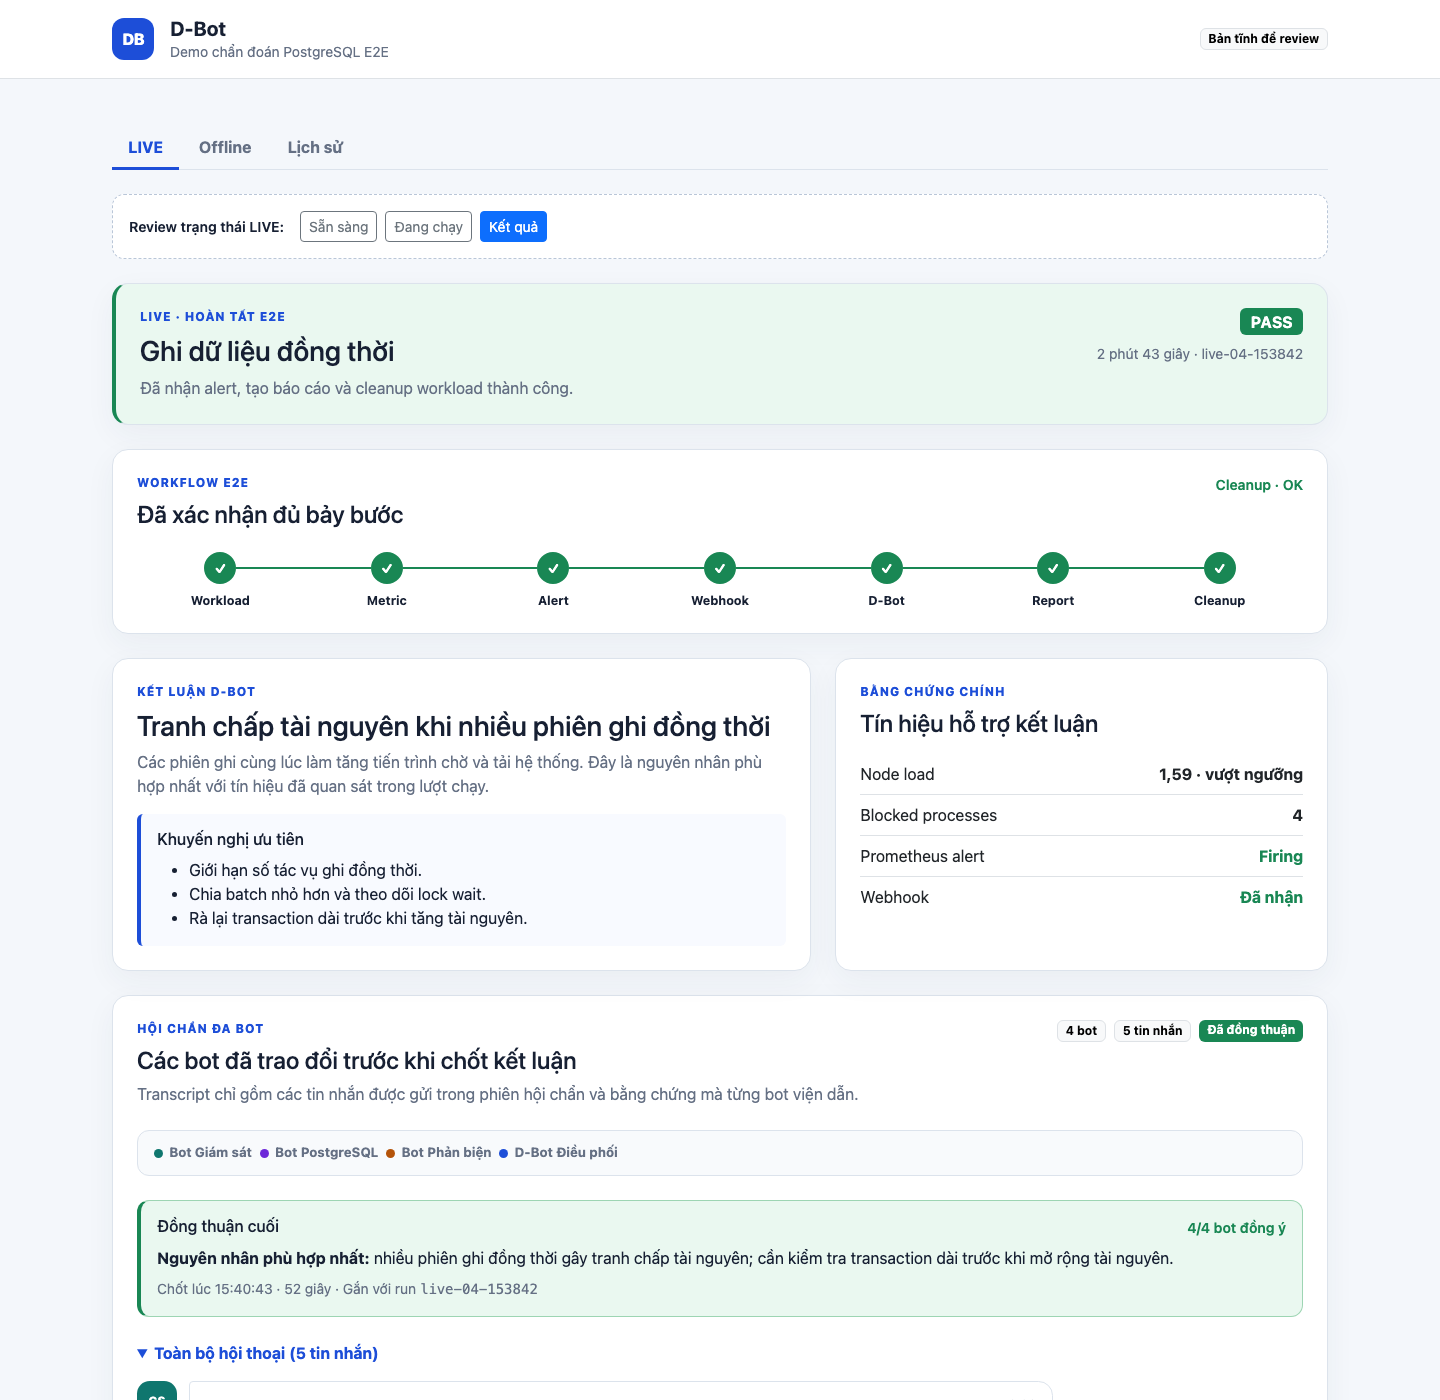 DB
D-Bot
Demo chẩn đoán PostgreSQL E2E
Bản tĩnh để review
LIVE
Offline
Lịch sử
Review trạng thái LIVE:
Sẵn sàng
Đang chạy
Kết quả
LIVE · HOÀN TẤT E2E
PASS
Ghi dữ liệu đồng thời
2 phút 43 giây · live-04-153842
Đã nhận alert, tạo báo cáo và cleanup workload thành công.
WORKFLOW E2E
Cleanup · OK
Đã xác nhận đủ bảy bước
Workload
Metric
Alert
Webhook
D-Bot
Report
Cleanup
KẾT LUẬN D-BOT
Tranh chấp tài nguyên khi nhiều phiên ghi đồng thời
Các phiên ghi cùng lúc làm tăng tiến trình chờ và tải hệ thống. Đây là nguyên nhân phù
hợp nhất với tín hiệu đã quan sát trong lượt chạy.
Khuyến nghị ưu tiên
• Giới hạn số tác vụ ghi đồng thời.
• Chia batch nhỏ hơn và theo dõi lock wait.
• Rà lại transaction dài trước khi tăng tài nguyên.
BẰNG CHỨNG CHÍNH
Tín hiệu hỗ trợ kết luận
Node load 1,59 · vượt ngưỡng
Blocked processes 4
Prometheus alert Firing
Webhook Đã nhận
HỘI CHẨN ĐA BOT
4 bot
5 tin nhắn
Đã đồng thuận
Các bot đã trao đổi trước khi chốt kết luận
Transcript chỉ gồm các tin nhắn được gửi trong phiên hội chẩn và bằng chứng mà từng bot viện dẫn.
Bot Giám sát
Bot PostgreSQL
Bot Phản biện
D-Bot Điều phối
Đồng thuận cuối
4/4 bot đồng ý
Nguyên nhân phù hợp nhất: nhiều phiên ghi đồng thời gây tranh chấp tài nguyên; cần kiểm tra transaction dài trước khi mở rộng tài nguyên.
Chốt lúc 15:40:43 · 52 giây · Gắn với run live-04-153842
▼ Toàn bộ hội thoại (5 tin nhắn)